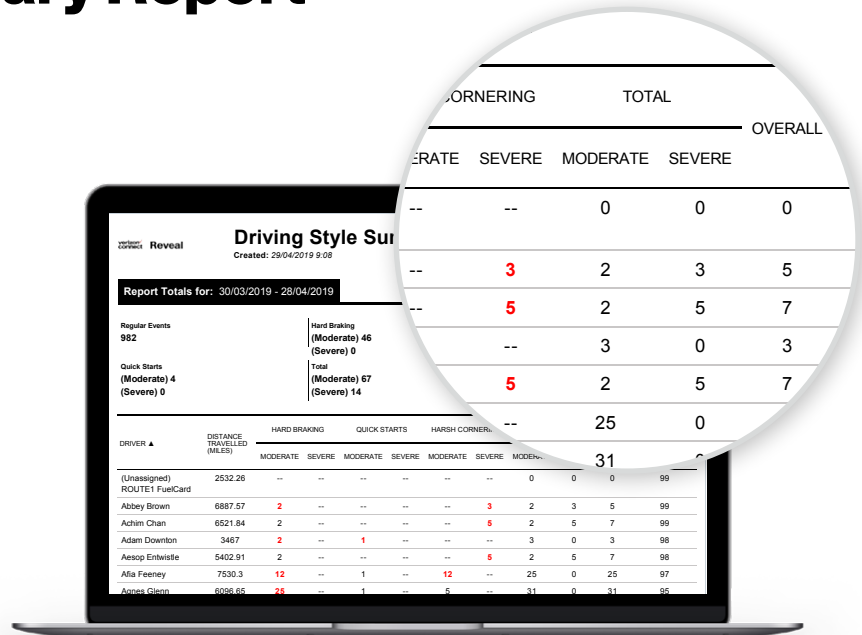 ary Report
CORNERING TOTAL
OVERALL
ERATE SEVERE MODERATE SEVERE
-- -- 0 0 0
-- 3 2 3 5
-- 5 2 5 7
-- 3 0 3
5 2 5 7
-- 25 0
31
verizon connect Reveal
Driving Style Sur
Created: 29/04/2019 9:08
Report Totals for: 30/03/2019 - 28/04/2019
Regular Events
982
Hard Braking
(Moderate) 46
(Severe) 0
Quick Starts
(Moderate) 4
(Severe) 0
Total
(Moderate) 67
(Severe) 14
HARD BRAKING QUICK STARTS HARSH CORNERI
DRIVER ▲ DISTANCE TRAVELLED (MILES)
MODERATE SEVERE MODERATE SEVERE MODERATE SEVERE MODERA
(Unassigned) ROUTE1 FuelCard 2532.26 -- -- -- -- -- -- 0 0 0 99
Abbey Brown 6887.57 2 -- -- -- -- 3 2 3 5 99
Achim Chan 6521.84 2 -- -- -- -- 5 2 5 7 99
Adam Downton 3467 2 -- 1 -- -- -- 3 0 3 98
Aesop Entwistle 5402.91 2 -- -- -- -- 5 2 5 7 98
Afia Feeney 7530.3 12 -- 1 -- 12 -- 25 0 25 97
Agnes Glenn 6096.65 25 -- 1 -- 5 -- 31 0 31 95